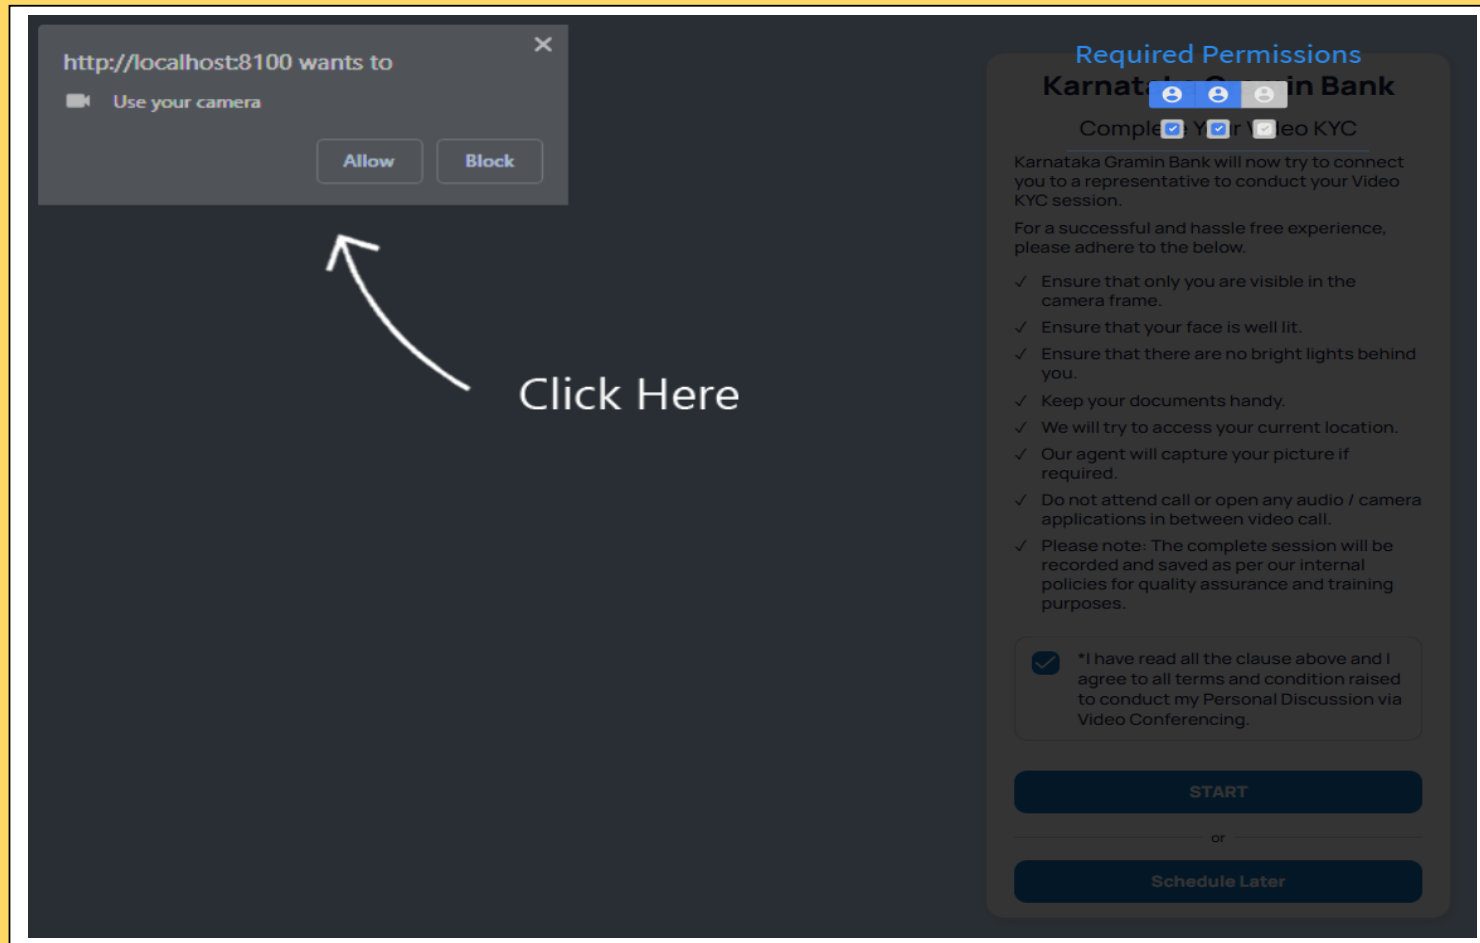 http://localhost:8100 wants to
Use your camera
Allow
Block
Click Here
Required Permissions
Karnataka Gramin Bank
Complete Your Video KYC
Karnataka Gramin Bank will now try to connect
you to a representative to conduct your Video
KYC session.
For a successful and hassle free experience,
please adhere to the below.
Ensure that only you are visible in the
camera frame.
Ensure that your face is well lit.
Ensure that there are no bright lights behind
you.
Keep your documents handy.
We will try to access your current location.
Our agent will capture your picture if
required.
Do not attend call or open any audio / camera
applications in between video call.
Please note: The complete session will be
recorded and saved as per our internal
policies for quality assurance and training
purposes.
*I have read all the clause above and I
agree to all terms and condition raised
to conduct my Personal Discussion via
Video Conferencing.
START
or
Schedule Later